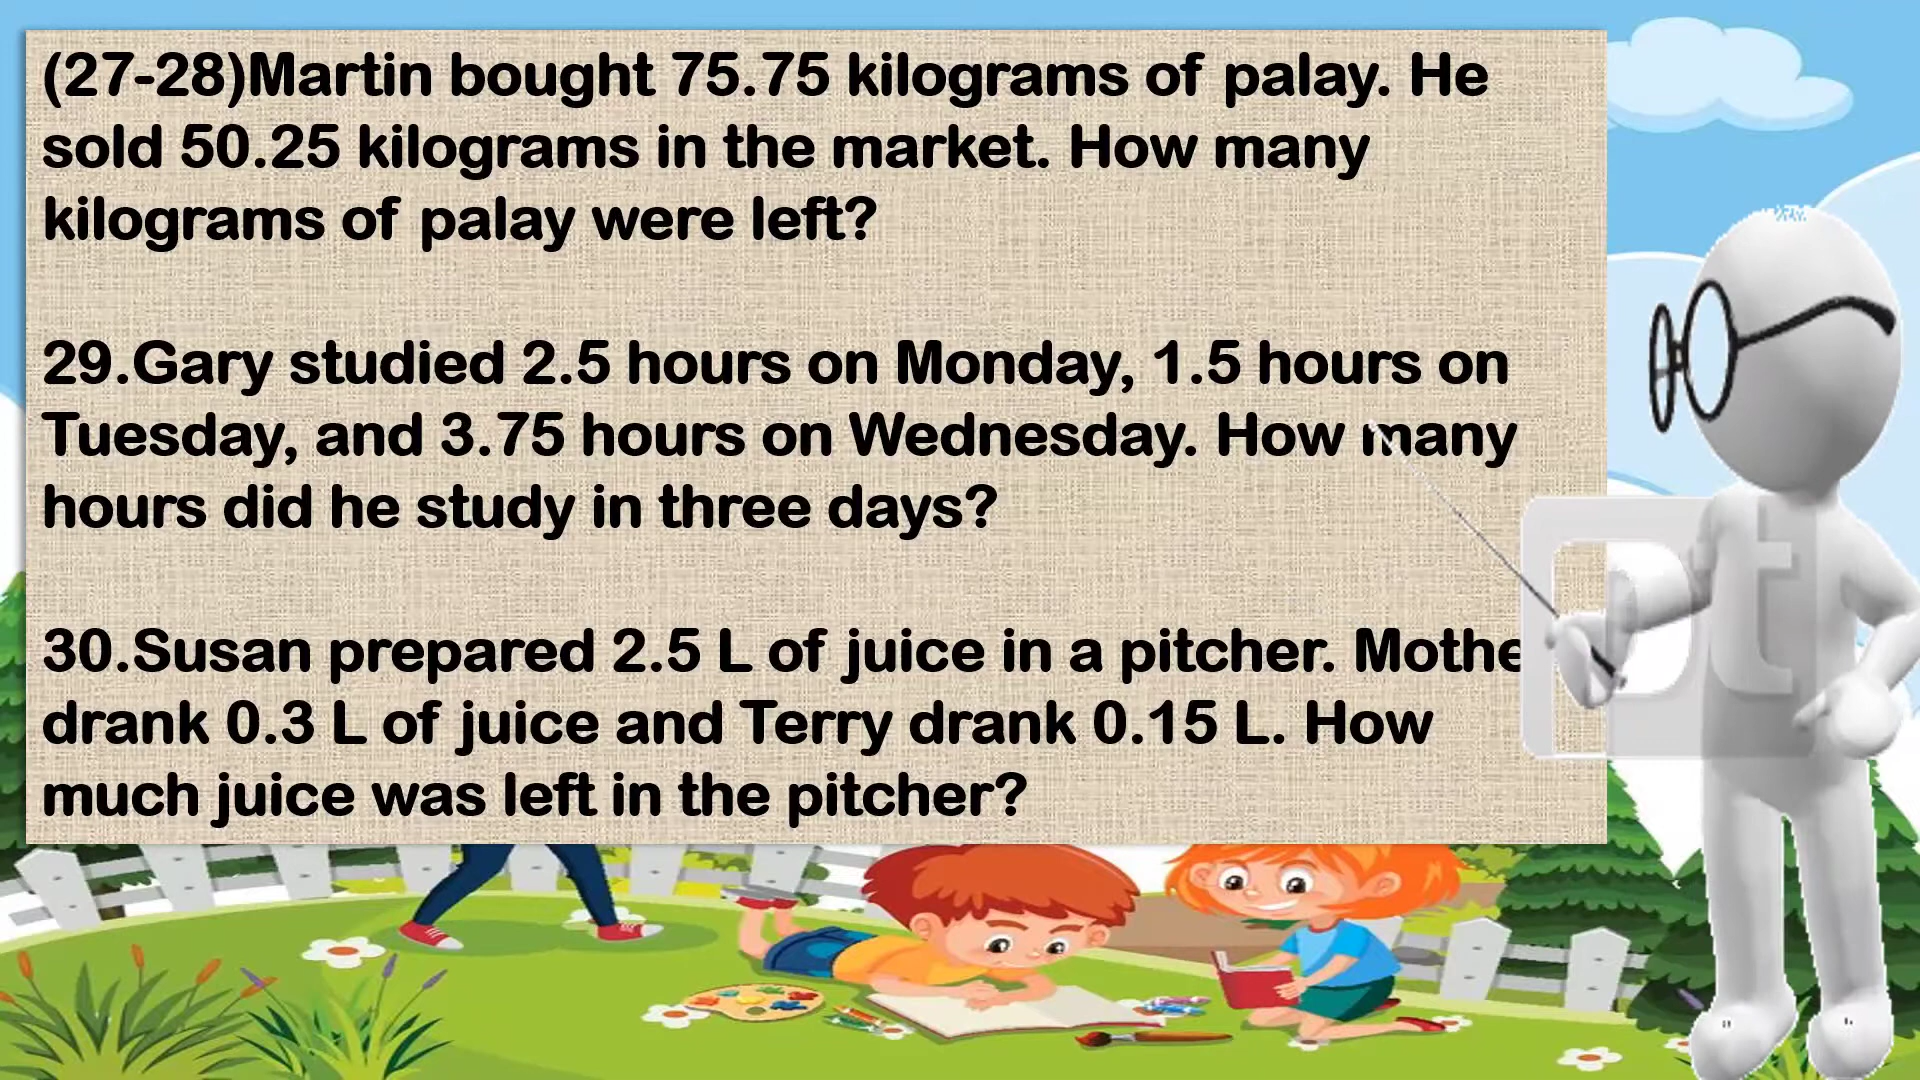 (27-28)Martin bought 75.75 kilograms of palay. He
sold 50.25 kilograms in the market. How many
kilograms of palay were left?
29.Gary studied 2.5 hours on Monday, 1.5 hours on
Tuesday, and 3.75 hours on Wednesday. How many
hours did he study in three days?
30.Susan prepared 2.5 L of juice in a pitcher. Mothe
drank 0.3 L of juice and Terry drank 0.15 L. How
much juice was left in the pitcher?